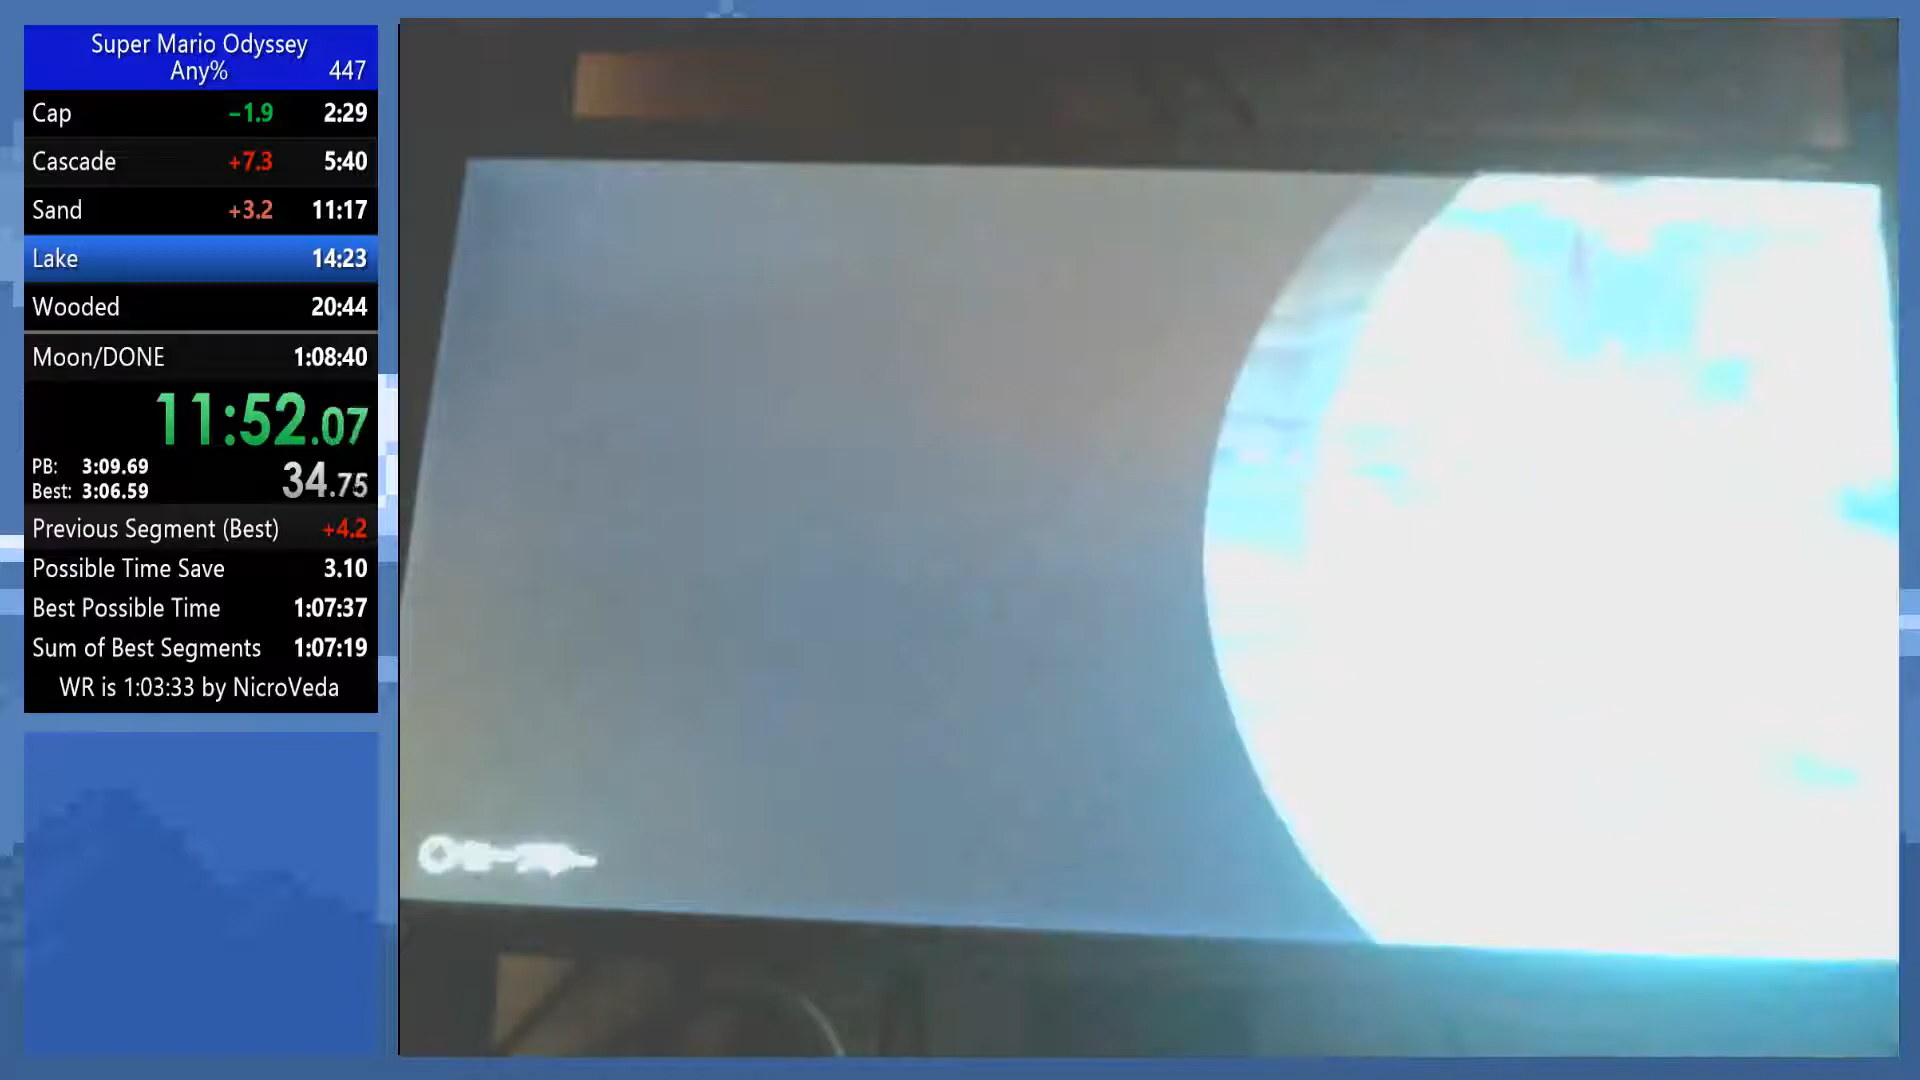 Super Mario Odyssey
Any% 447
Cap −1.9 2:29
Cascade +7.3 5:40
Sand +3.2 11:17
Lake 14:23
Wooded 20:44
Moon/DONE 1:08:40
11:52.07
PB: 3:09.69
Best: 3:06.59
34.75
Previous Segment (Best) +4.2
Possible Time Save 3.10
Best Possible Time 1:07:37
Sum of Best Segments 1:07:19
WR is 1:03:33 by NicroVeda